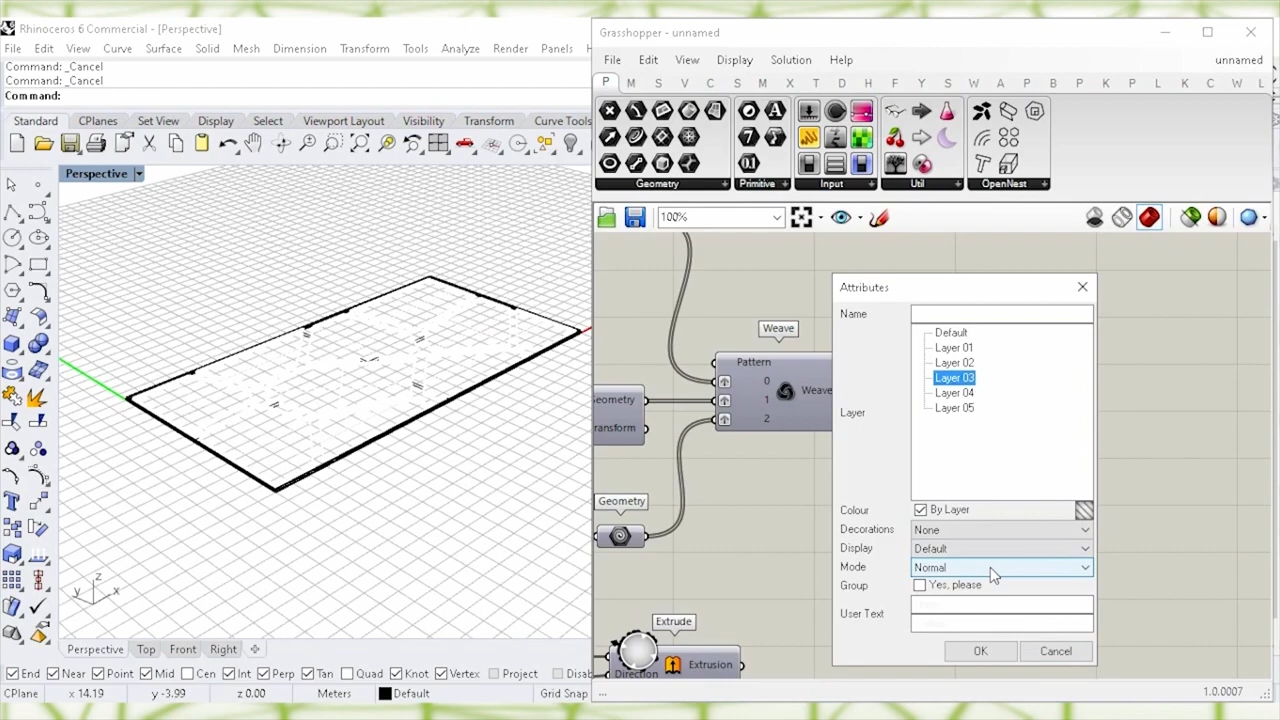 Rhinoceros 6 Commercial - [Perspective]
File Edit View Curve Surface Solid Mesh Dimension Transform Tools Analyze Render Panels
Command: _Cancel
Command: _Cancel
Command:
Standard CPlanes Set View Display Select Viewport Layout Visibility Transform Curve Tools
Perspective
z
y x
Perspective Top Front Right
End Near Point Mid Cen Int Perp Tan Quad Knot Vertex Project Disab
CPlane x 14.19 y -3.99 z 0.00 Meters Default Grid Snap
Grasshopper - unnamed
File Edit View Display Solution Help unnamed
P M S V C S M X T D H F V S W A P K P L C W L
Geometry Primitive Input Util OpenNest
100%
Weave
Pattern
0
1
2
Weave
Geometry
Transform
Geometry
Extrude
Direction
Extrusion
Attributes
Name
Layer
Default
Layer 01
Layer 02
Layer 03
Layer 04
Layer 05
Colour By Layer
Decorations None
Display Default
Mode Normal
Group Yes, please
User Text
OK Cancel
... 1.0.0007